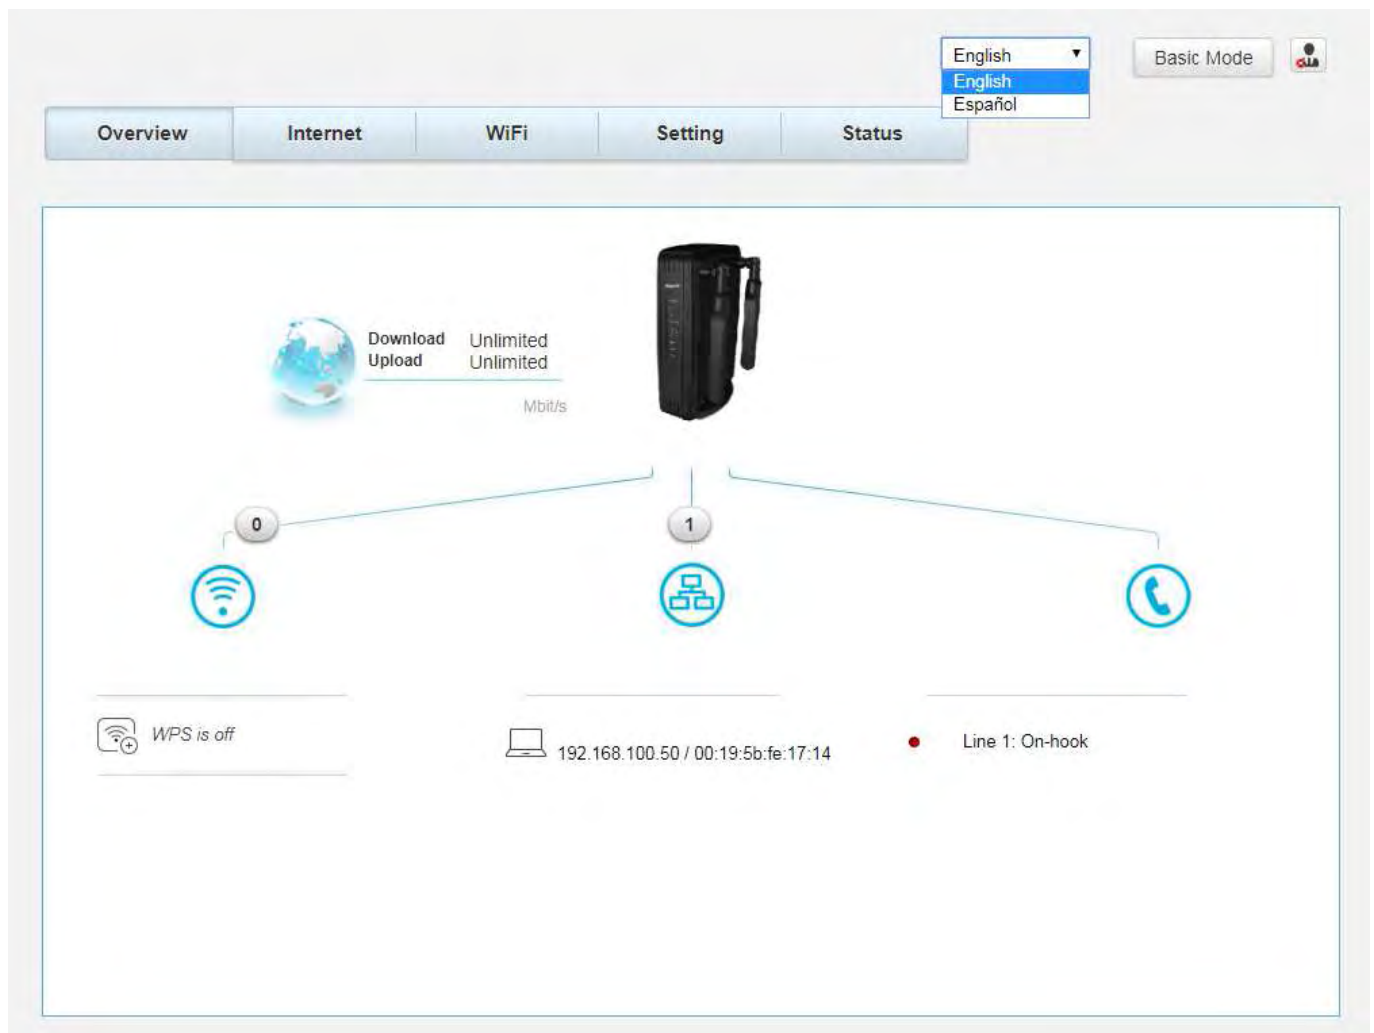 English
Basic Mode
English
Español
Overview Internet WiFi Setting Status
Download Unlimited
Upload Unlimited
Mbit/s
0 1
WPS is off
192.168.100.50 / 00:19:5b:fe:17:14
Line 1: On-hook